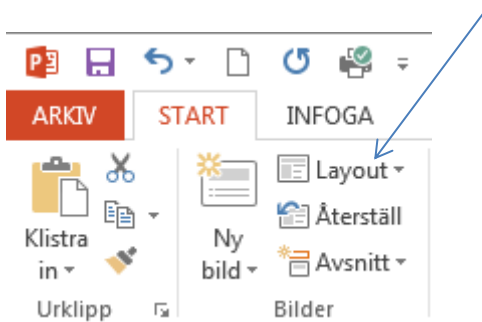 ARKIV START INFOGA
Klistra
in
Ny
bild
Layout
Återställ
Avsnitt
Urklipp
Bilder